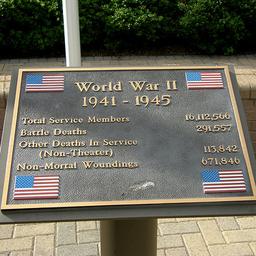 World War II
1941 - 1945
Total Service Members 16,112,566
Battle Deaths 291,557
Other Deaths In Service
(Non-Theater) 113,842
Non-Mortal Woundings 671,846